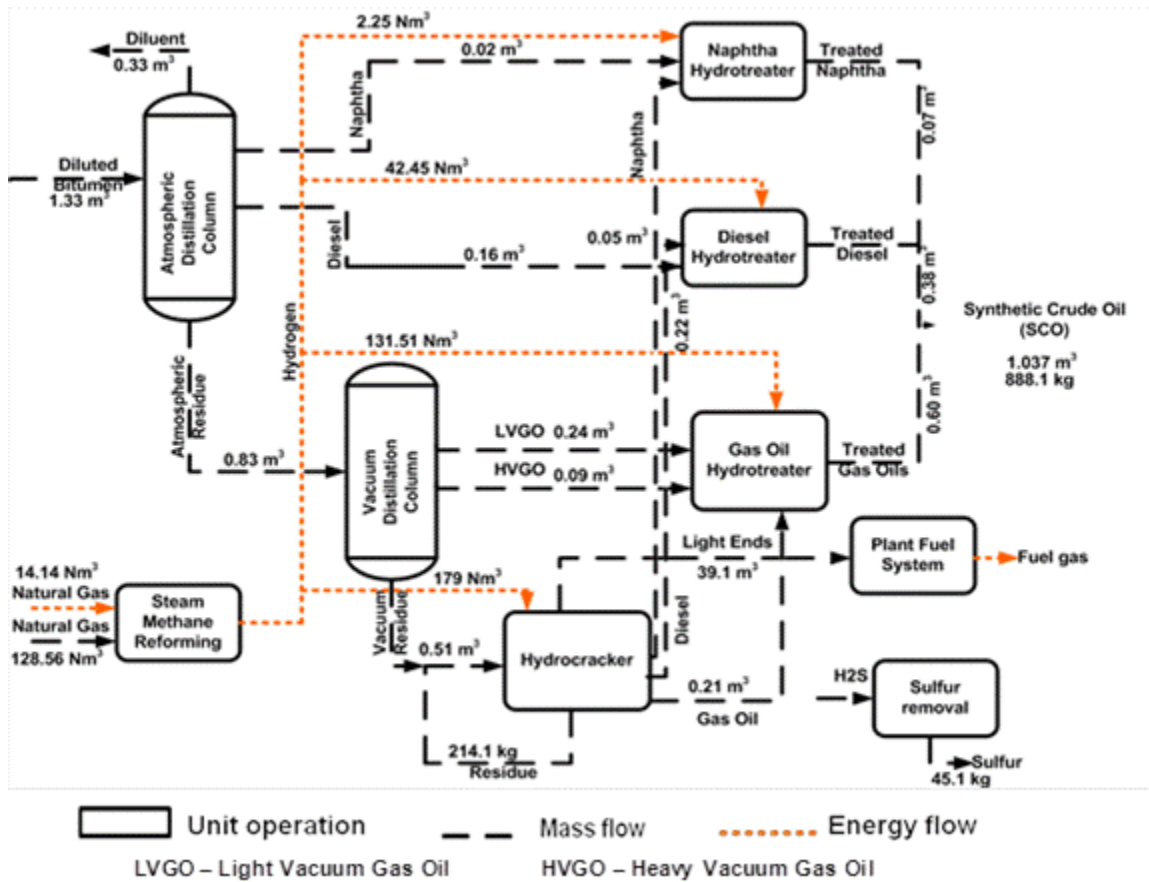 2.25 Nm³
Diluent
0.33 m³
0.02 m³
Naphtha
Hydrotreater
Treated
Naphtha
Naphtha
Naphtha
0.07 m³
Diluted
Bitumen
1.33 m³
Atmospheric
Distillation
Column
42.45 Nm³
Diesel
0.16 m³
0.05 m³
Diesel
Hydrotreater
Treated
Diesel
0.38 m³
0.22 m³
Synthetic Crude Oil
(SCO)
1.037 m³
888.1 kg
Hydrogen
131.51 Nm³
Atmospheric
Residue
0.83 m³
Vacuum
Distillation
Column
LVGO 0.24 m³
HVGO 0.09 m³
Gas Oil
Hydrotreater
Treated
Gas Oils
0.60 m³
Light Ends
39.1 m³
Plant Fuel
System
Fuel gas
14.14 Nm³
Natural Gas
Natural Gas
128.56 Nm³
Steam
Methane
Reforming
179 Nm³
Vacuum
Residue
0.51 m³
Hydrocracker
Diesel
0.21 m³
Gas Oil
214.1 kg
Residue
H2S
Sulfur
removal
Sulfur
45.1 kg
Unit operation
Mass flow
Energy flow
LVGO – Light Vacuum Gas Oil
HVGO – Heavy Vacuum Gas Oil